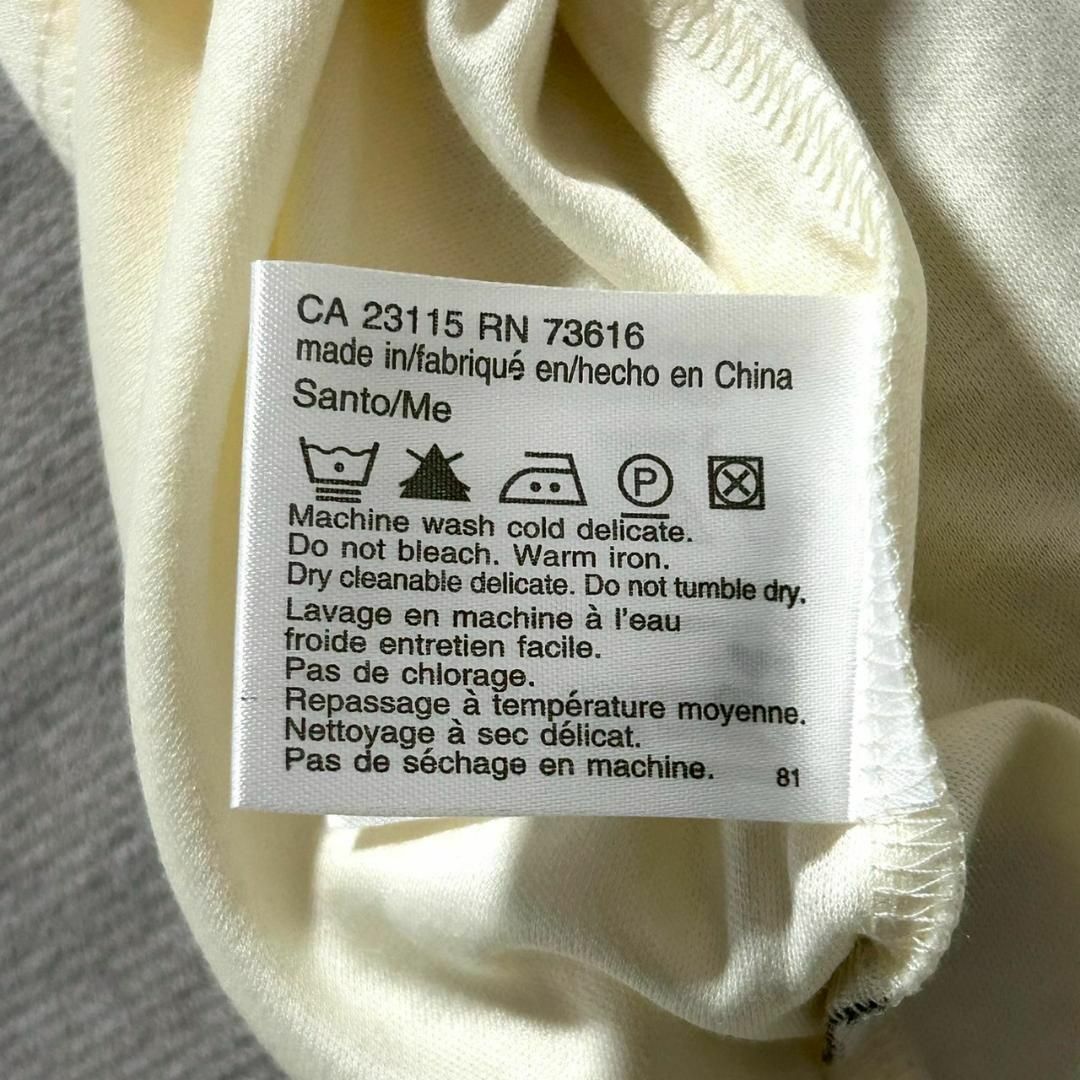 CA 23115 RN 73616
made in/fabriqué en/hecho en China
Santo/Me
P
Machine wash cold delicate.
Do not bleach. Warm iron.
Dry cleanable delicate. Do not tumble dry.
Lavage en machine à l'eau
froide entretien facile.
Pas de chlorage.
Repassage à température moyenne.
Nettoyage à sec délicat.
Pas de séchage en machine.
81